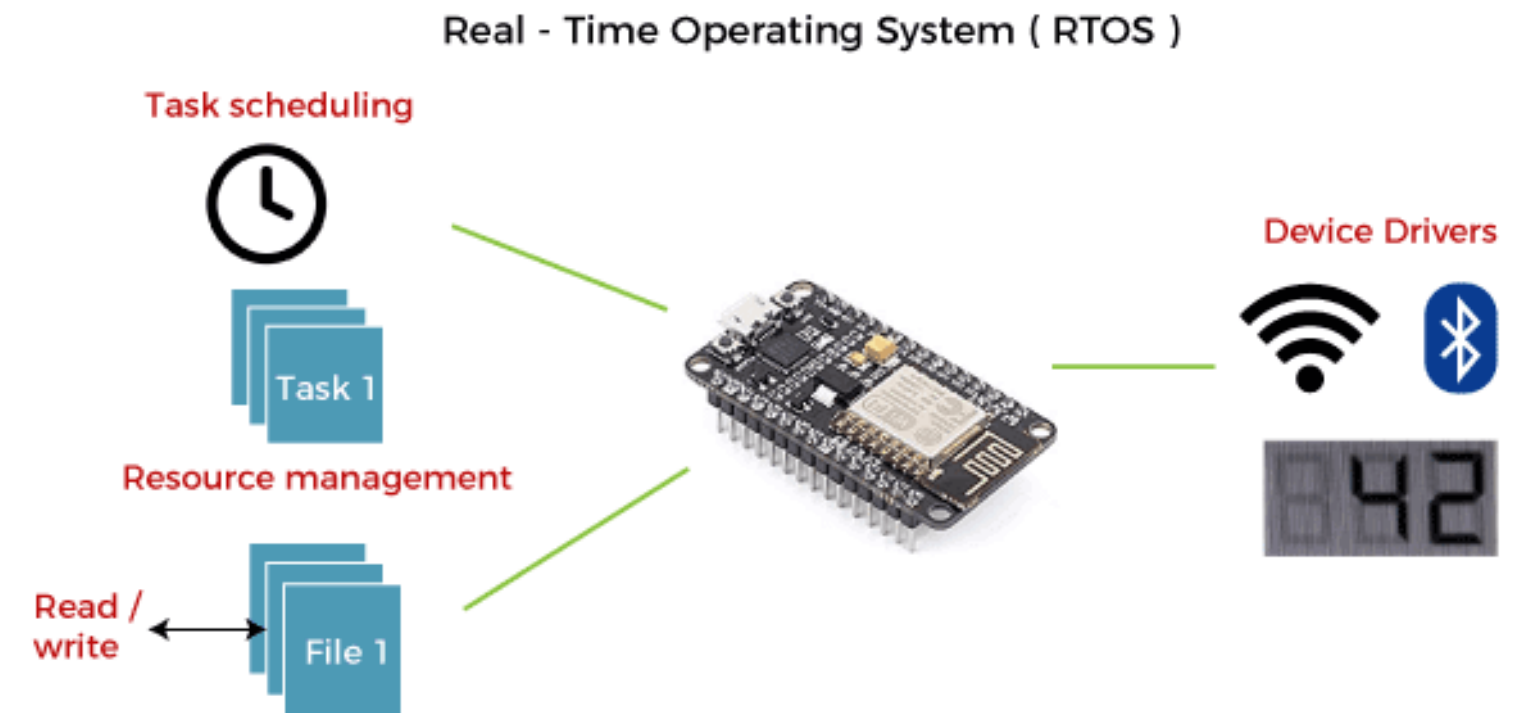 Real - Time Operating System ( RTOS )
Task scheduling
Task 1
Resource management
Read /
write
File 1
Device Drivers
42